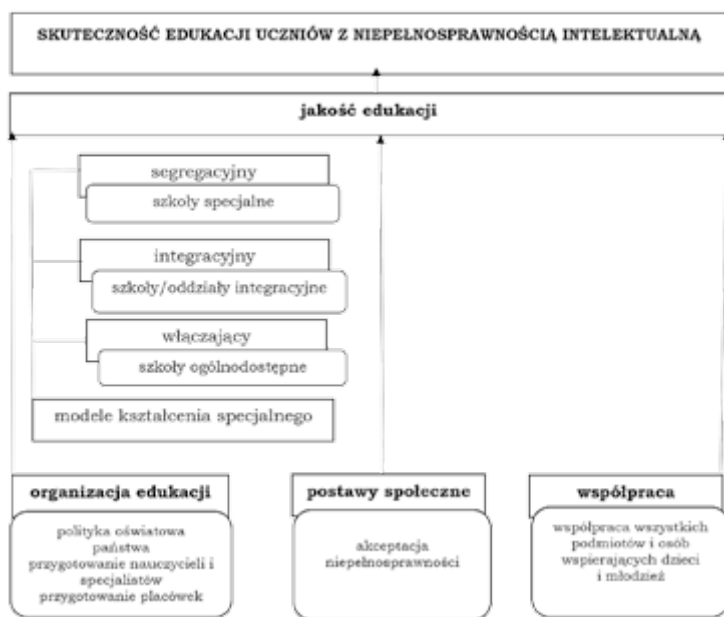 SKUTECZNOŚĆ EDUKACJI UCZNIÓW Z NIEPEŁNOSPRAWNOŚCIĄ INTELEKTUALNĄ
jakość edukacji
segregacyjny
szkoły specjalne
integracyjny
szkoły/oddziały integracyjne
włączający
szkoły ogólnodostępne
modele kształcenia specjalnego
organizacja edukacji
polityka oświatowa
państwa
przygotowanie nauczycieli i
specjalistów
przygotowanie placówek
postawy społeczne
akceptacja
niepełnosprawności
współpraca
współpraca wszystkich
podmiotów i osób
wspierających dzieci
i młodzież